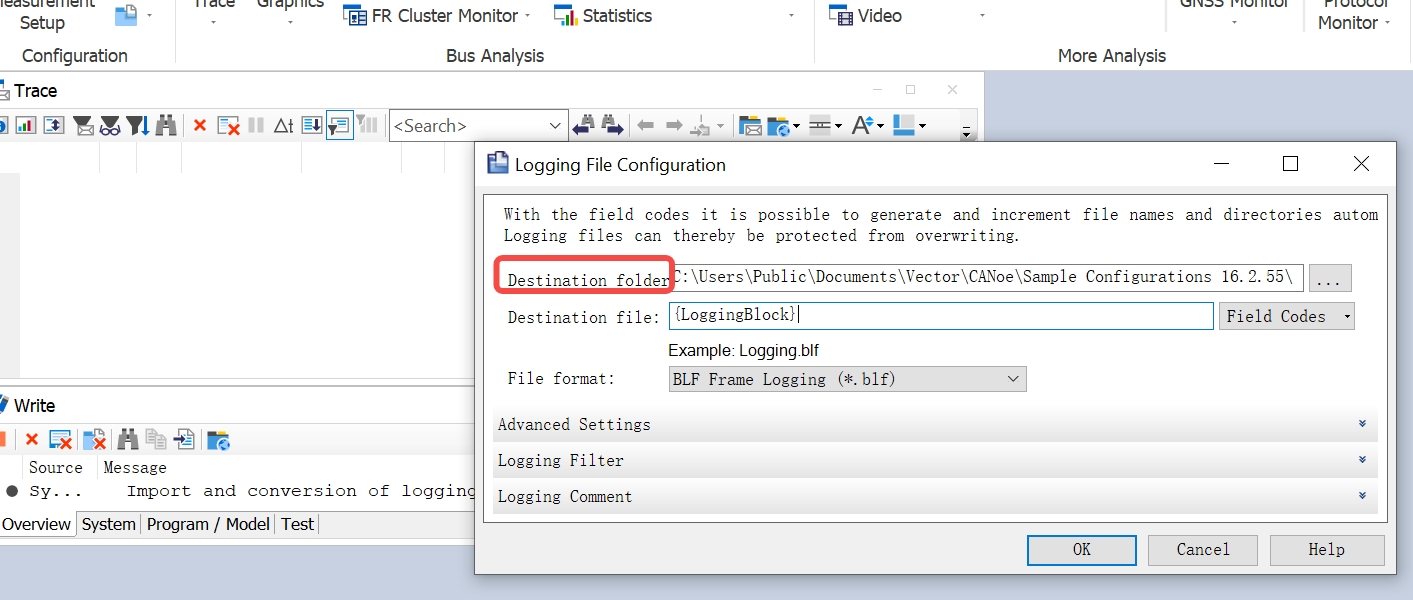 Trace
Graphics
GNSS Monitor
Protocol
Setup
FR Cluster Monitor
Statistics
Video
Monitor
Configuration
Bus Analysis
More Analysis
Trace
Δt
<Search>
A
Logging File Configuration
With the field codes it is possible to generate and increment file names and directories autom
Logging files can thereby be protected from overwriting.
Destination folder
C:\Users\Public\Documents\Vector\CANoe\Sample Configurations 16.2.55\
...
Destination file:
{LoggingBlock}
Field Codes
Example: Logging.blf
File format:
BLF Frame Logging (*.blf)
Advanced Settings
Logging Filter
Logging Comment
OK
Cancel
Help
Write
Source
Message
Sy...
Import and conversion of logging
Overview
System
Program / Model
Test